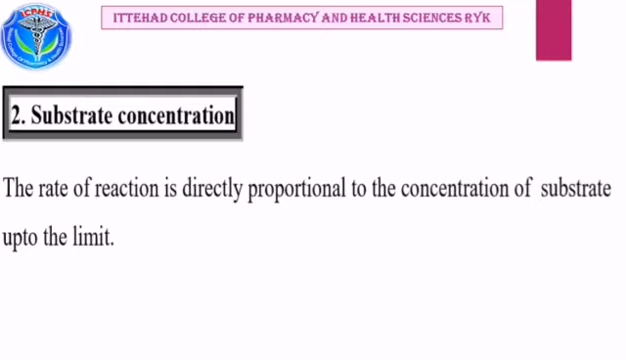 ITTEHAD COLLEGE OF PHARMACY AND HEALTH SCIENCES RYK
ICPHS
2. Substrate concentration
The rate of reaction is directly proportional to the concentration of substrate
upto the limit.